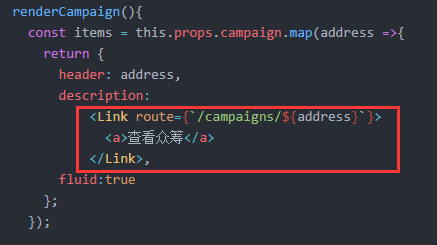 renderCampaign(){
  const items = this.props.campaign.map(address =>{
    return {
      header: address,
      description:
          <Link route={`/campaigns/${address}`}>
            <a>查看众筹</a>
          </Link>,
      fluid:true
    };
  });